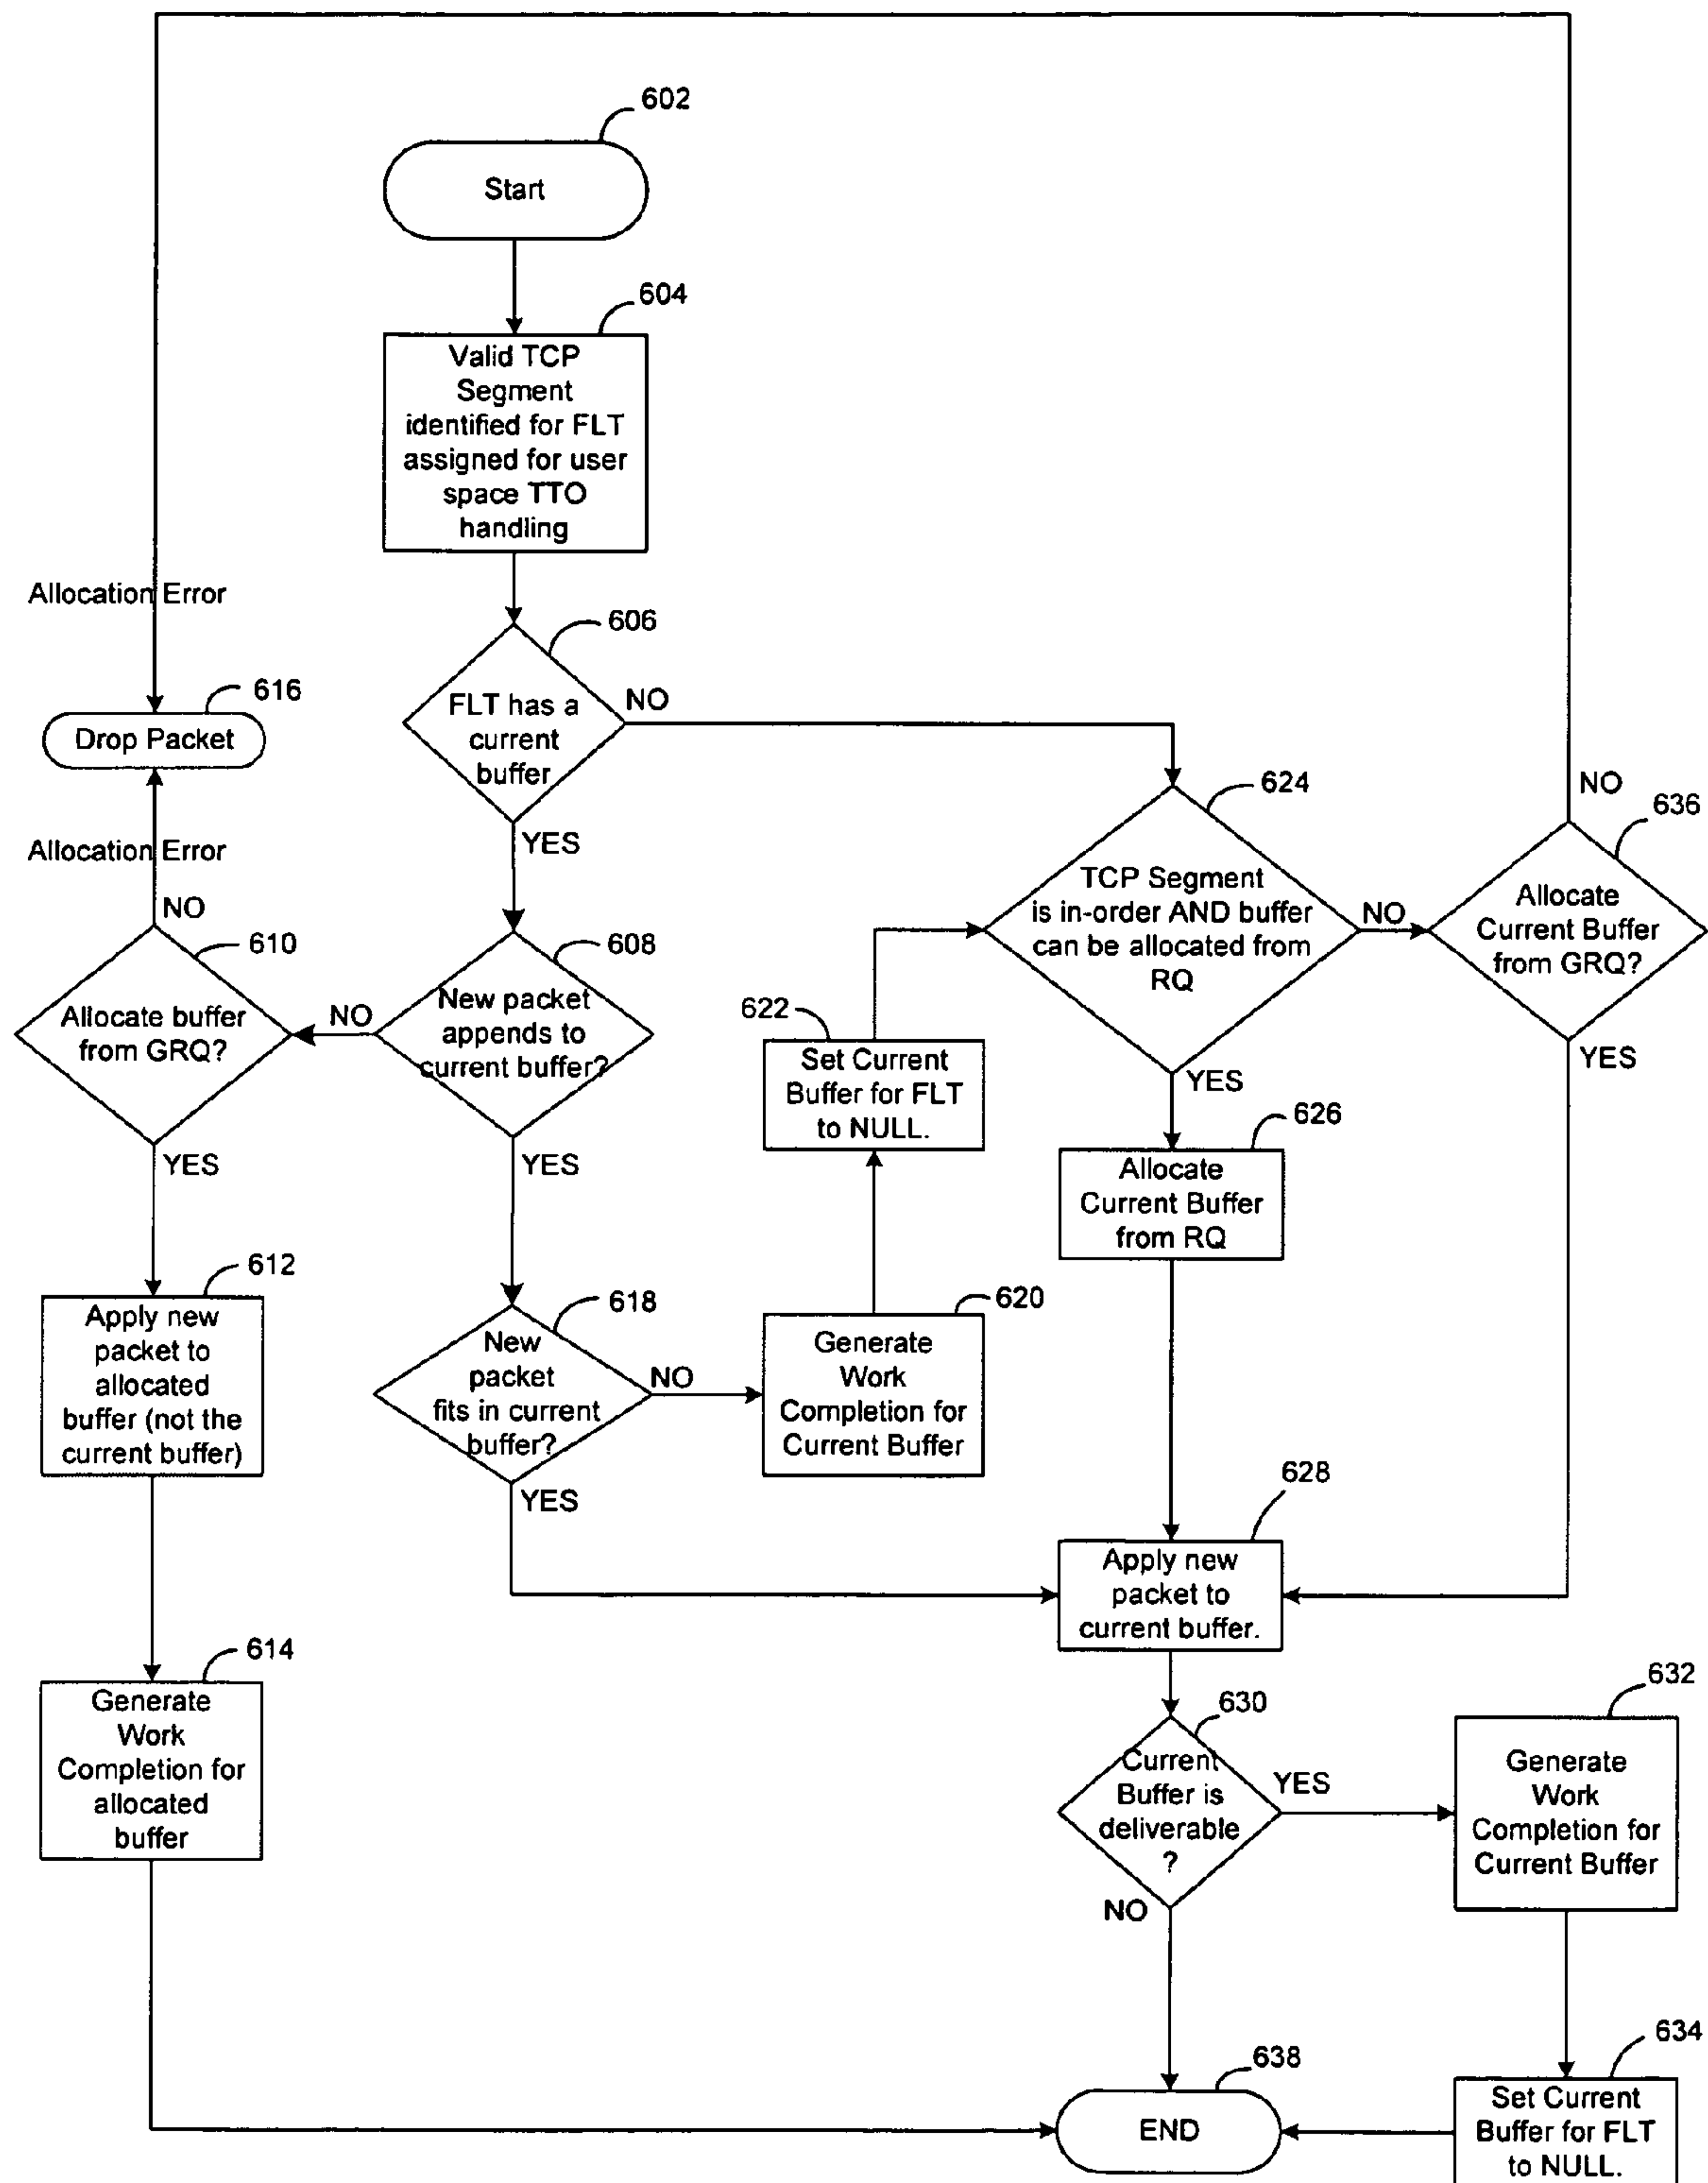 602
Start
604
Valid TCP
Segment
identified for FLT
assigned for user
space TTO
handling
Allocation Error
606
FLT has a
current
buffer
NO
YES
616
Drop Packet
Allocation Error
NO
610
Allocate buffer
from GRQ?
YES
608
New packet
appends to
current buffer?
NO
YES
624
TCP Segment
is in-order AND buffer
can be allocated from
RQ
NO
YES
NO
636
Allocate
Current Buffer
from GRQ?
YES
622
Set Current
Buffer for FLT
to NULL.
626
Allocate
Current Buffer
from RQ
612
Apply new
packet to
allocated
buffer (not the
current buffer)
618
New
packet
fits in current
buffer?
NO
YES
620
Generate
Work
Completion for
Current Buffer
628
Apply new
packet to
current buffer.
614
Generate
Work
Completion for
allocated
buffer
630
Current
Buffer is
deliverable
?
YES
NO
632
Generate
Work
Completion for
Current Buffer
634
Set Current
Buffer for FLT
to NULL.
638
END